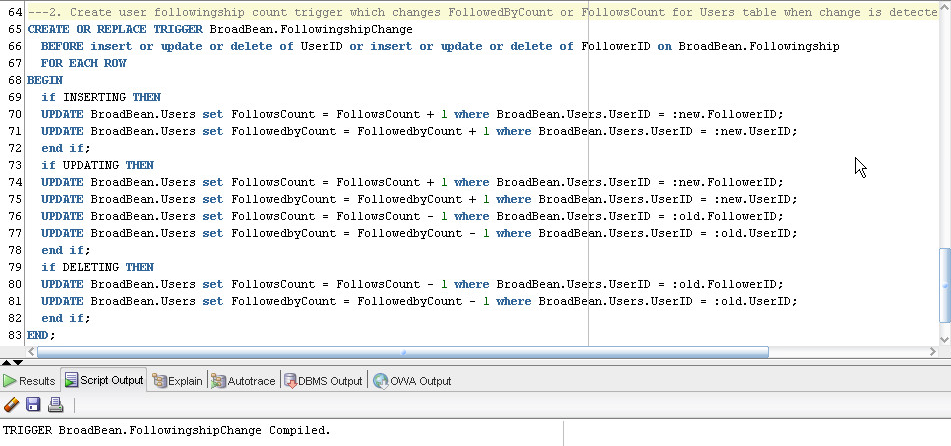 64 ---2. Create user followingship count trigger which changes FollowedByCount or FollowsCount for Users table when change is detecte
65 CREATE OR REPLACE TRIGGER BroadBean.FollowingshipChange
66   BEFORE insert or update or delete of UserID or insert or update or delete of FollowerID on BroadBean.Followingship
67   FOR EACH ROW
68 BEGIN
69   if INSERTING THEN
70   UPDATE BroadBean.Users set FollowsCount = FollowsCount + 1 where BroadBean.Users.UserID = :new.FollowerID;
71   UPDATE BroadBean.Users set FollowedbyCount = FollowedbyCount + 1 where BroadBean.Users.UserID = :new.UserID;
72   end if;
73   if UPDATING THEN
74   UPDATE BroadBean.Users set FollowsCount = FollowsCount + 1 where BroadBean.Users.UserID = :new.FollowerID;
75   UPDATE BroadBean.Users set FollowedbyCount = FollowedbyCount + 1 where BroadBean.Users.UserID = :new.UserID;
76   UPDATE BroadBean.Users set FollowsCount = FollowsCount - 1 where BroadBean.Users.UserID = :old.FollowerID;
77   UPDATE BroadBean.Users set FollowedbyCount = FollowedbyCount - 1 where BroadBean.Users.UserID = :old.UserID;
78   end if;
79   if DELETING THEN
80   UPDATE BroadBean.Users set FollowsCount = FollowsCount - 1 where BroadBean.Users.UserID = :old.FollowerID;
81   UPDATE BroadBean.Users set FollowedbyCount = FollowedbyCount - 1 where BroadBean.Users.UserID = :old.UserID;
82   end if;
83 END;
Results Script Output Explain Autotrace DBMS Output OWA Output
TRIGGER BroadBean.FollowingshipChange Compiled.